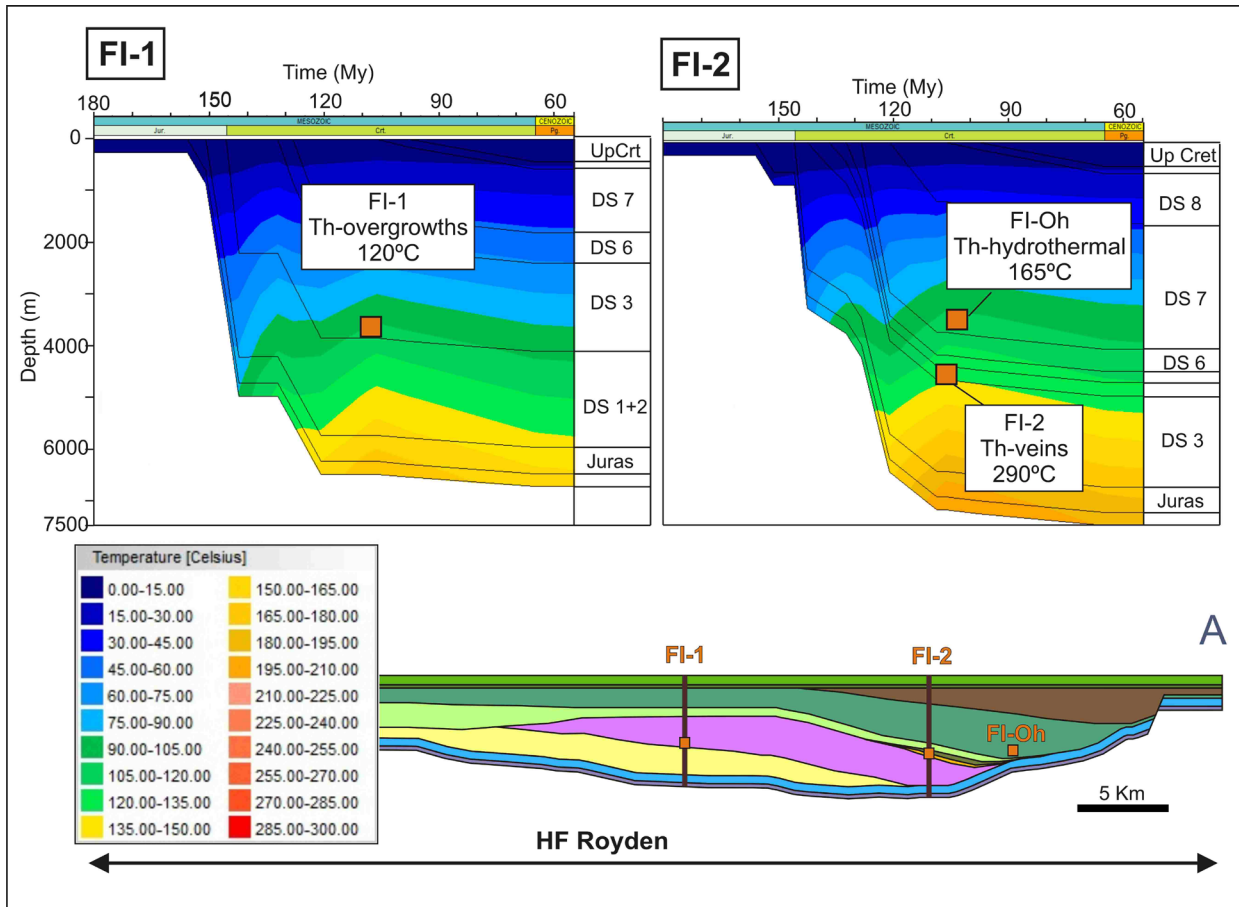 FI-1
Time (My)
180 150 120 90 60
MESOZOIC CENOZOIC
Jur. Crt. Pg.
Depth (m)
0
2000
4000
6000
7500
FI-1
Th-overgrowths
120ºC
UpCrt
DS 7
DS 6
DS 3
DS 1+2
Juras
FI-2
Time (My)
150 120 90 60
MESOZOIC CENOZOIC
Jur. Crt. Pg.
FI-Oh
Th-hydrothermal
165ºC
FI-2
Th-veins
290ºC
Up Cret
DS 8
DS 7
DS 6
DS 3
Juras
Temperature [Celsius]
0.00-15.00 150.00-165.00
15.00-30.00 165.00-180.00
30.00-45.00 180.00-195.00
45.00-60.00 195.00-210.00
60.00-75.00 210.00-225.00
75.00-90.00 225.00-240.00
90.00-105.00 240.00-255.00
105.00-120.00 255.00-270.00
120.00-135.00 270.00-285.00
135.00-150.00 285.00-300.00
A
FI-1 FI-2
FI-Oh
5 Km
HF Royden